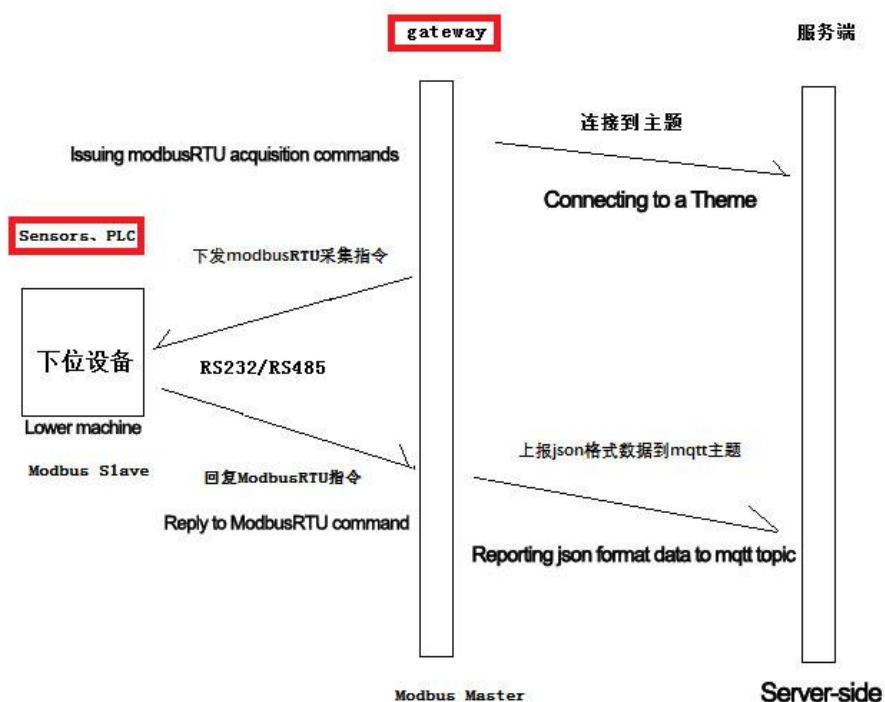 gateway
服务端
连接到主题
Issuing modbusRTU acquisition commands
Connecting to a Theme
Sensors、PLC
下发modbusRTU采集指令
下位设备
RS232/RS485
Lower machine
上报json格式数据到mqtt主题
Modbus Slave
回复ModbusRTU指令
Reply to ModbusRTU command
Reporting json format data to mqtt topic
Modbus Master
Server-side